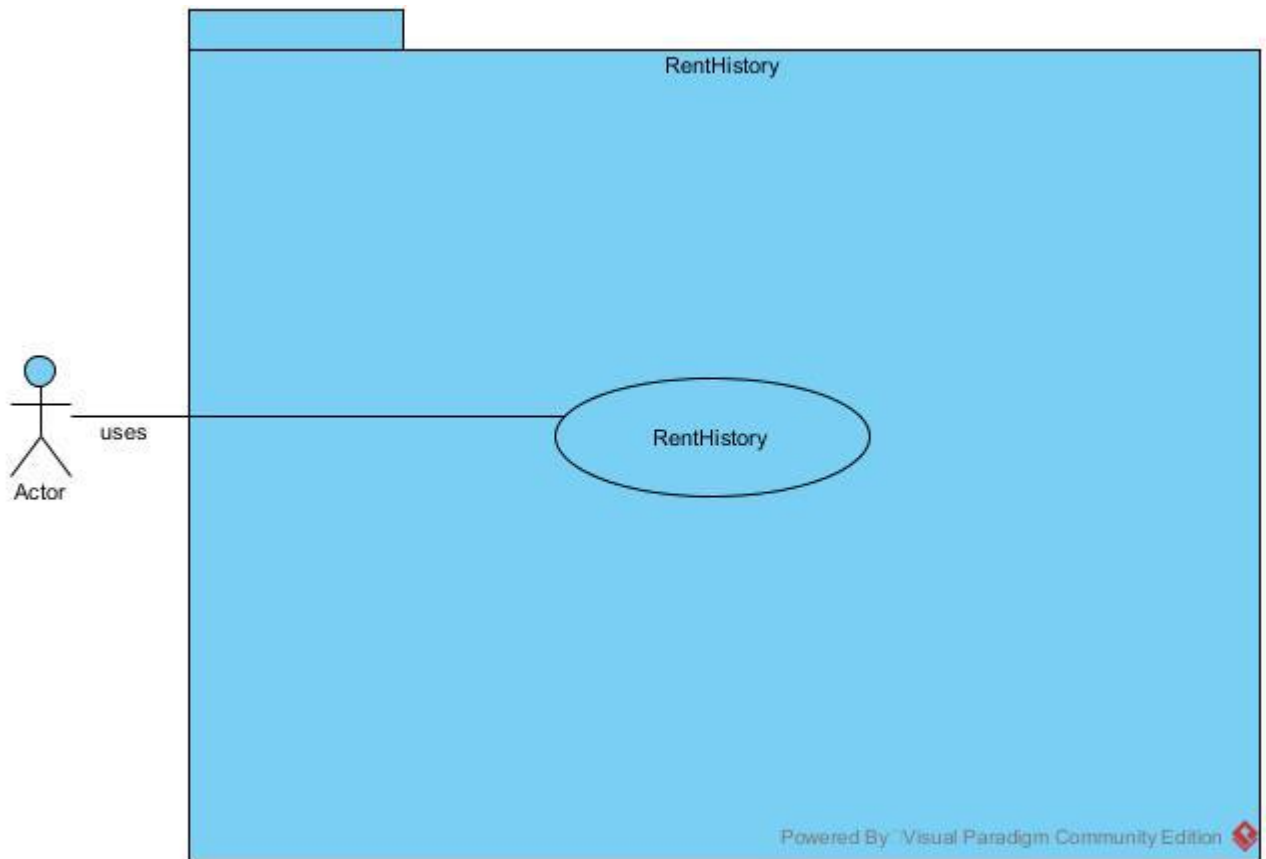 RentHistory
uses
RentHistory
Actor
Powered By Visual Paradigm Community Edition